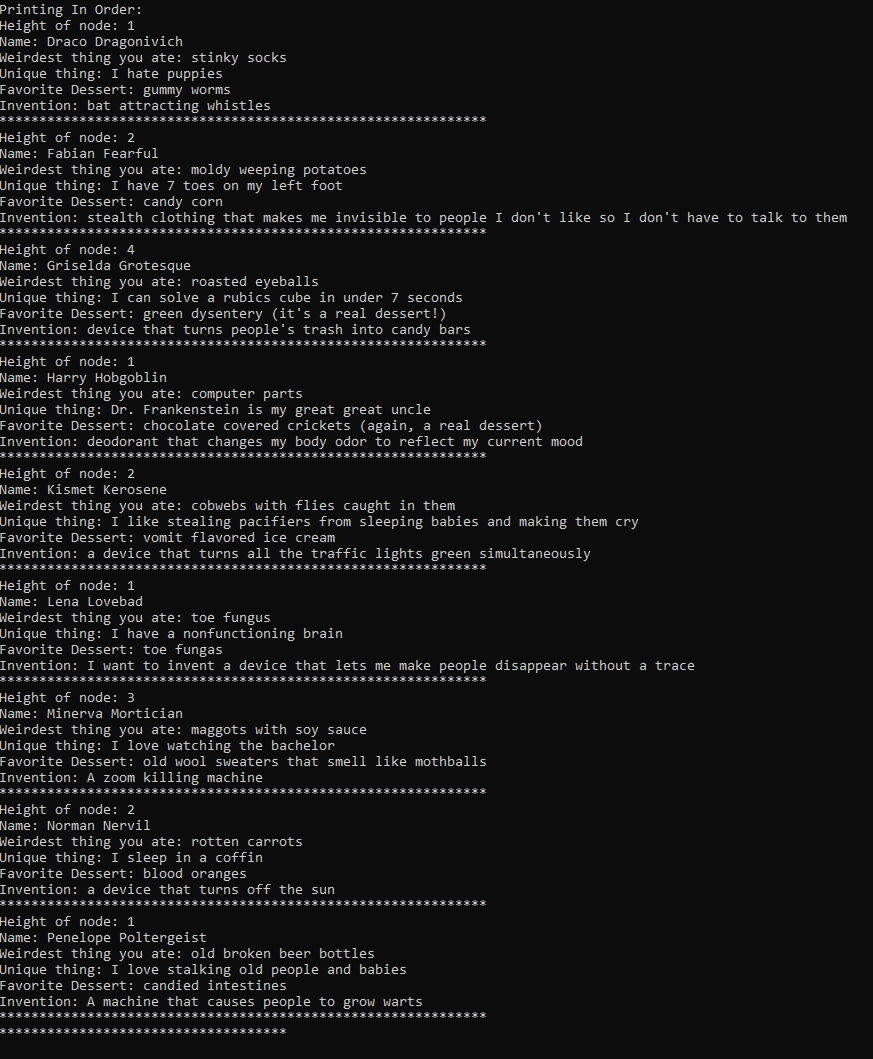 Printing In Order:
Height of node: 1
Name: Draco Dragonivich
Weirdest thing you ate: stinky socks
Unique thing: I hate puppies
Favorite Dessert: gummy worms
Invention: bat attracting whistles
*************************************************************
Height of node: 2
Name: Fabian Fearful
Weirdest thing you ate: moldy weeping potatoes
Unique thing: I have 7 toes on my left foot
Favorite Dessert: candy corn
Invention: stealth clothing that makes me invisible to people I don't like so I don't have to talk to them
*************************************************************
Height of node: 4
Name: Griselda Grotesque
Weirdest thing you ate: roasted eyeballs
Unique thing: I can solve a rubics cube in under 7 seconds
Favorite Dessert: green dysentery (it's a real dessert!)
Invention: device that turns people's trash into candy bars
*************************************************************
Height of node: 1
Name: Harry Hobgoblin
Weirdest thing you ate: computer parts
Unique thing: Dr. Frankenstein is my great great uncle
Favorite Dessert: chocolate covered crickets (again, a real dessert)
Invention: deodorant that changes my body odor to reflect my current mood
*************************************************************
Height of node: 2
Name: Kismet Kerosene
Weirdest thing you ate: cobwebs with flies caught in them
Unique thing: I like stealing pacifiers from sleeping babies and making them cry
Favorite Dessert: vomit flavored ice cream
Invention: a device that turns all the traffic lights green simultaneously
*************************************************************
Height of node: 1
Name: Lena Lovebad
Weirdest thing you ate: toe fungus
Unique thing: I have a nonfunctioning brain
Favorite Dessert: toe fungas
Invention: I want to invent a device that lets me make people disappear without a trace
*************************************************************
Height of node: 3
Name: Minerva Mortician
Weirdest thing you ate: maggots with soy sauce
Unique thing: I love watching the bachelor
Favorite Dessert: old wool sweaters that smell like mothballs
Invention: A zoom killing machine
*************************************************************
Height of node: 2
Name: Norman Nervil
Weirdest thing you ate: rotten carrots
Unique thing: I sleep in a coffin
Favorite Dessert: blood oranges
Invention: a device that turns off the sun
*************************************************************
Height of node: 1
Name: Penelope Poltergeist
Weirdest thing you ate: old broken beer bottles
Unique thing: I love stalking old people and babies
Favorite Dessert: candied intestines
Invention: A machine that causes people to grow warts
*************************************************************
************************************